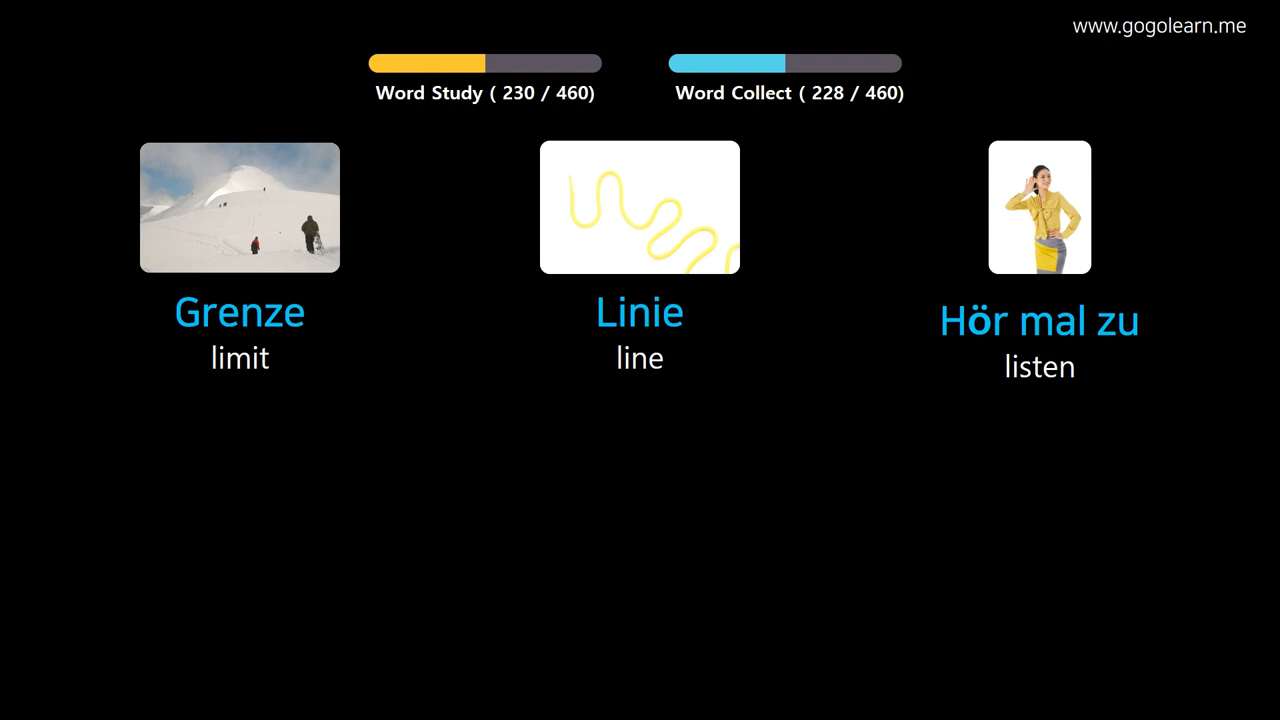 www.gogolearn.me
Word Study ( 230 / 460)
Word Collect ( 228 / 460)
Grenze
limit
Linie
line
Hör mal zu
listen